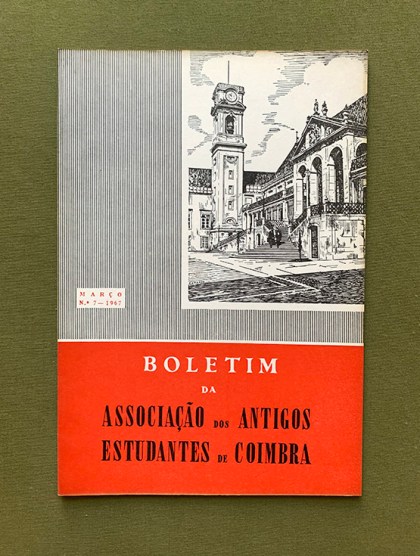 MARÇO
N.º 7 — 1967
BOLETIM
DA
ASSOCIAÇÃO DOS ANTIGOS
ESTUDANTES DE COIMBRA